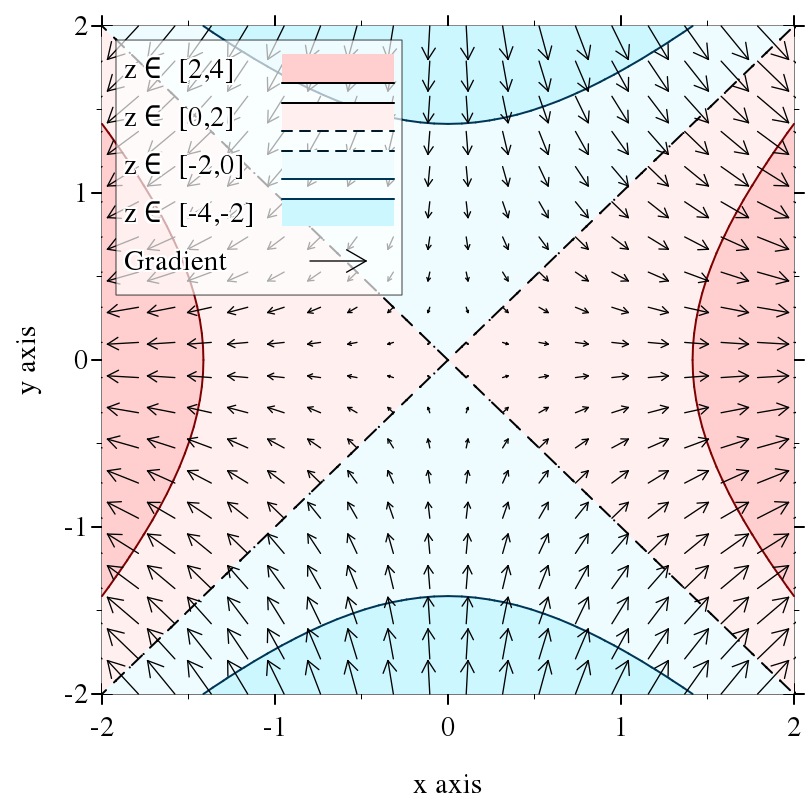 2
1
0
-1
-2
y axis
z ∈ [2,4]
z ∈ [0,2]
z ∈ [-2,0]
z ∈ [-4,-2]
Gradient
-2 -1 0 1 2
x axis